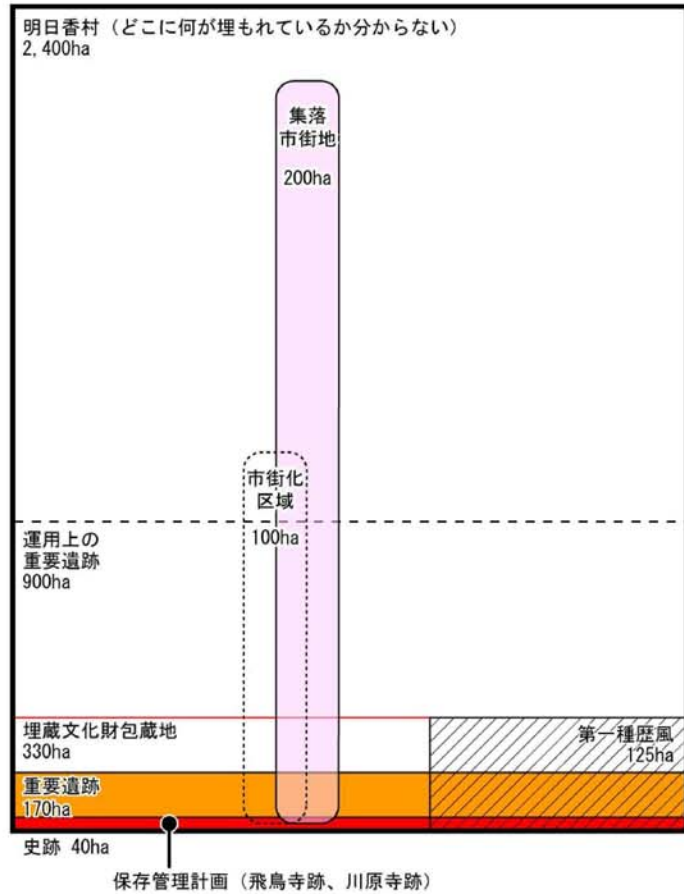 明日香村（どこに何が埋もれているか分からない）
2,400ha
集落
市街地
200ha
市街化
区域
100ha
運用上の
重要遺跡
900ha
埋蔵文化財包蔵地
330ha
第一種歴風
125ha
重要遺跡
170ha
史跡 40ha
保存管理計画（飛鳥寺跡、川原寺跡）